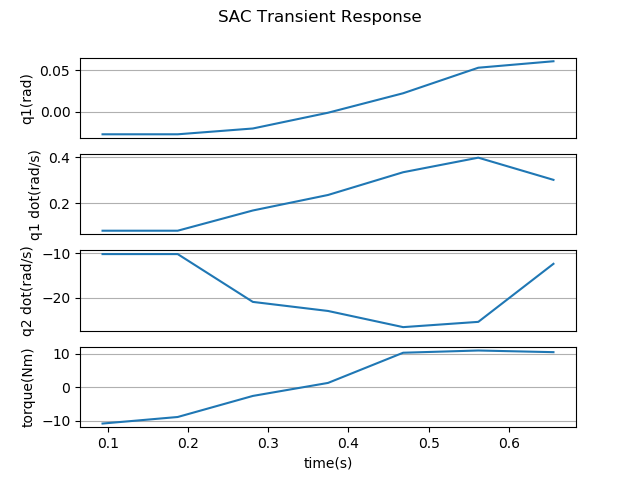 SAC Transient Response
q1(rad)
0.05
0.00
q1 dot(rad/s)
0.4
0.2
q2 dot(rad/s)
−10
−20
torque(Nm)
10
0
−10
0.1 0.2 0.3 0.4 0.5 0.6
time(s)